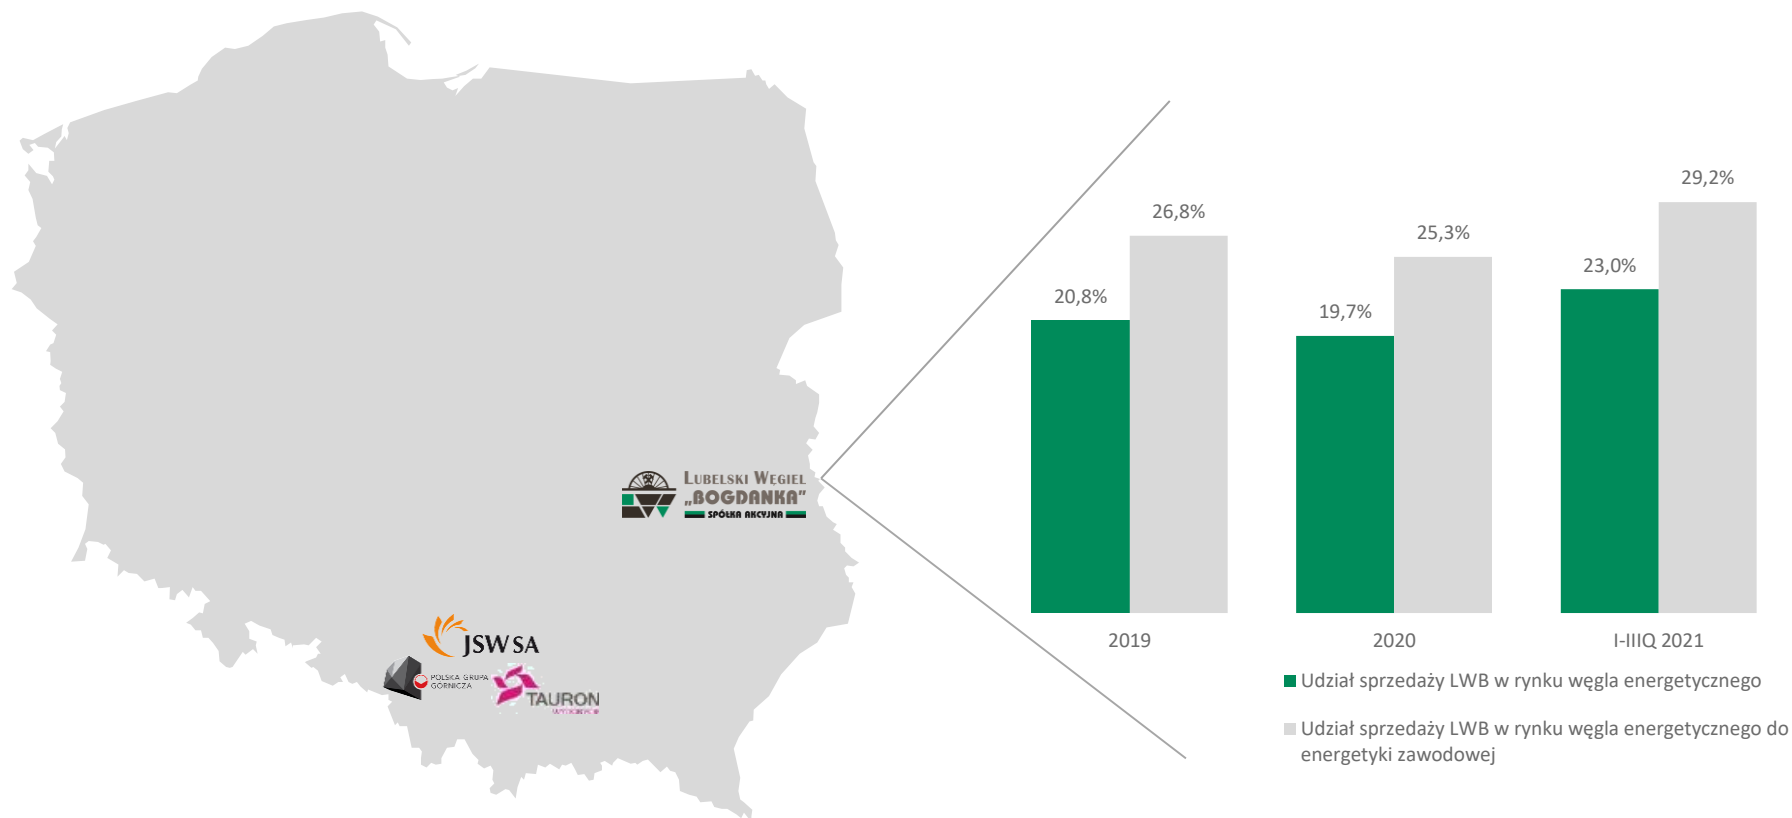 LUBELSKI WĘGIEL
„BOGDANKA”
SPÓŁKA AKCYJNA
JSW SA
POLSKA GRUPA
GÓRNICZA
TAURON
WYDOBYCIE
29,2%
26,8%
25,3%
23,0%
20,8%
19,7%
2019
2020
I-IIIQ 2021
Udział sprzedaży LWB w rynku węgla energetycznego
Udział sprzedaży LWB w rynku węgla energetycznego do
energetyki zawodowej